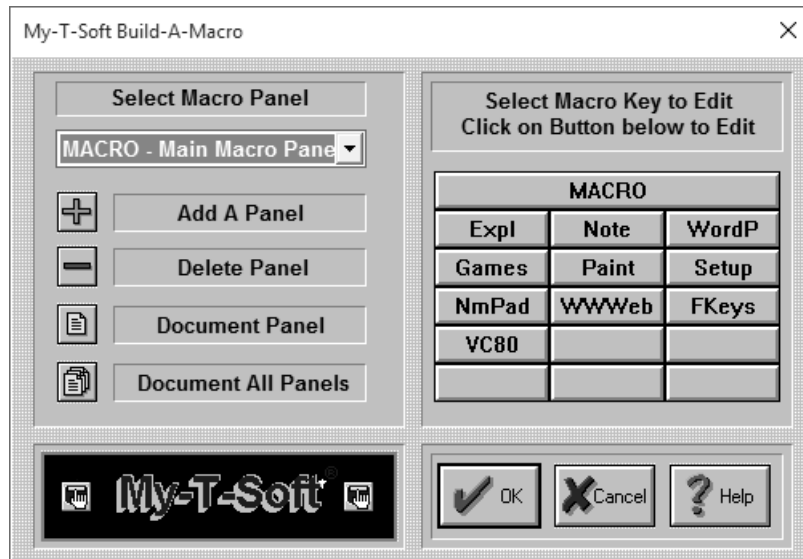 My-T-Soft Build-A-Macro
Select Macro Panel
MACRO - Main Macro Pane
Add A Panel
Delete Panel
Document Panel
Document All Panels
Select Macro Key to Edit
Click on Button below to Edit
MACRO
Expl Note WordP
Games Paint Setup
NmPad WWWeb FKeys
VC80
My-T-Soft®
OK Cancel Help